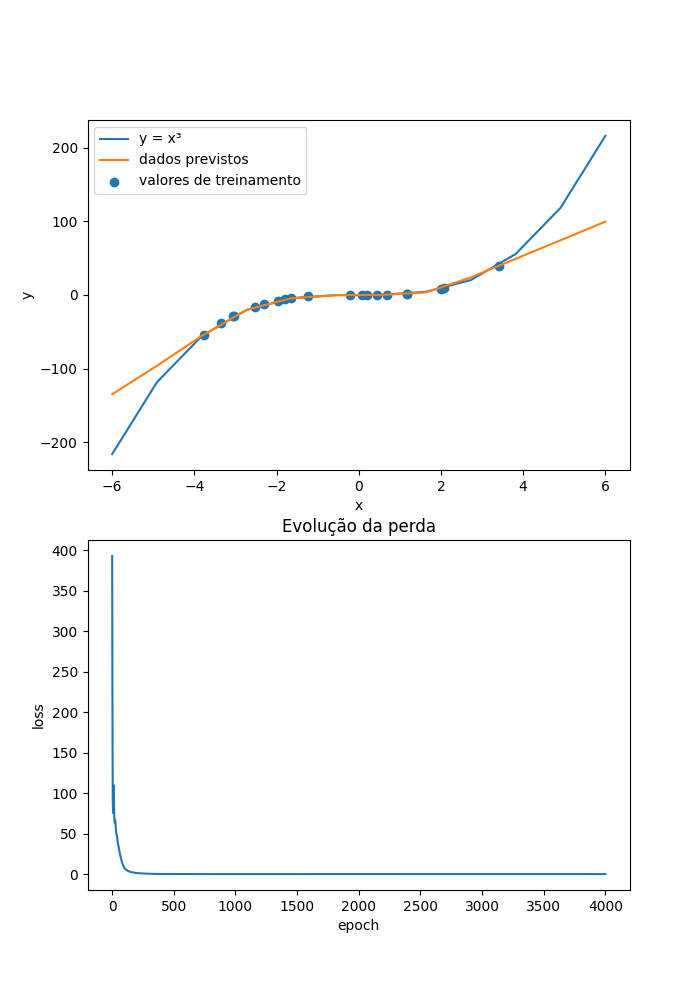 y = x³
dados previstos
valores de treinamento
200
100
0
−100
−200
y
−6 −4 −2 0 2 4 6
x
Evolução da perda
400
350
300
250
200
150
100
50
0
loss
0 500 1000 1500 2000 2500 3000 3500 4000
epoch